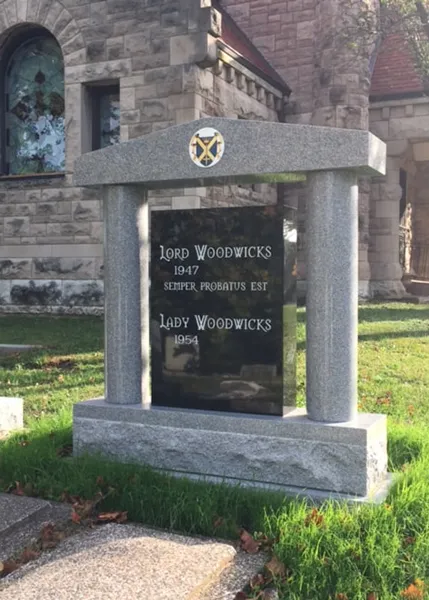 LORD WOODWICKS
1947
SEMPER PROBATUS EST
LADY WOODWICKS
1954